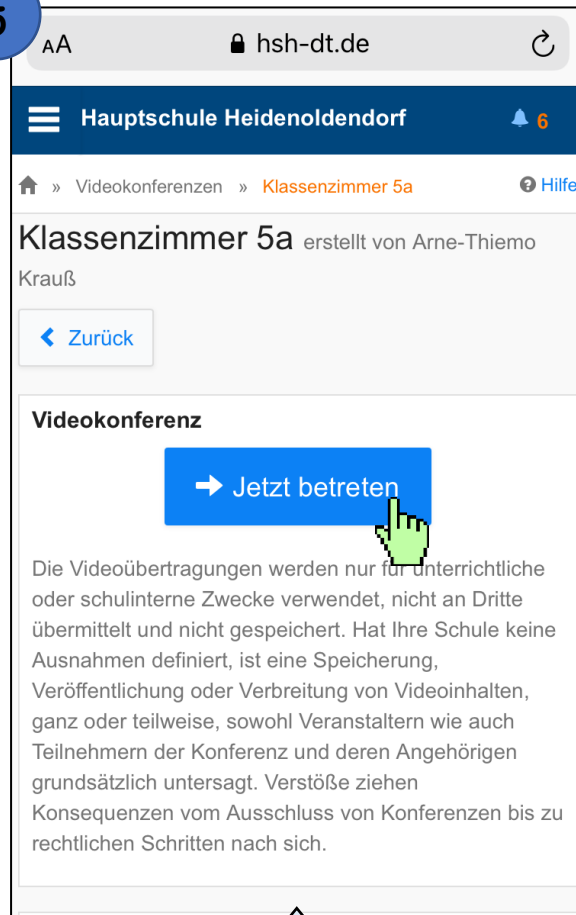 AA hsh-dt.de
Hauptschule Heidenoldendorf 6
» Videokonferenzen » Klassenzimmer 5a Hilfe
Klassenzimmer 5a erstellt von Arne-Thiemo
Krauß
Zurück
Videokonferenz
Jetzt betreten
Die Videoübertragungen werden nur für unterrichtliche
oder schulinterne Zwecke verwendet, nicht an Dritte
übermittelt und nicht gespeichert. Hat Ihre Schule keine
Ausnahmen definiert, ist eine Speicherung,
Veröffentlichung oder Verbreitung von Videoinhalten,
ganz oder teilweise, sowohl Veranstaltern wie auch
Teilnehmern der Konferenz und deren Angehörigen
grundsätzlich untersagt. Verstöße ziehen
Konsequenzen vom Ausschluss von Konferenzen bis zu
rechtlichen Schritten nach sich.